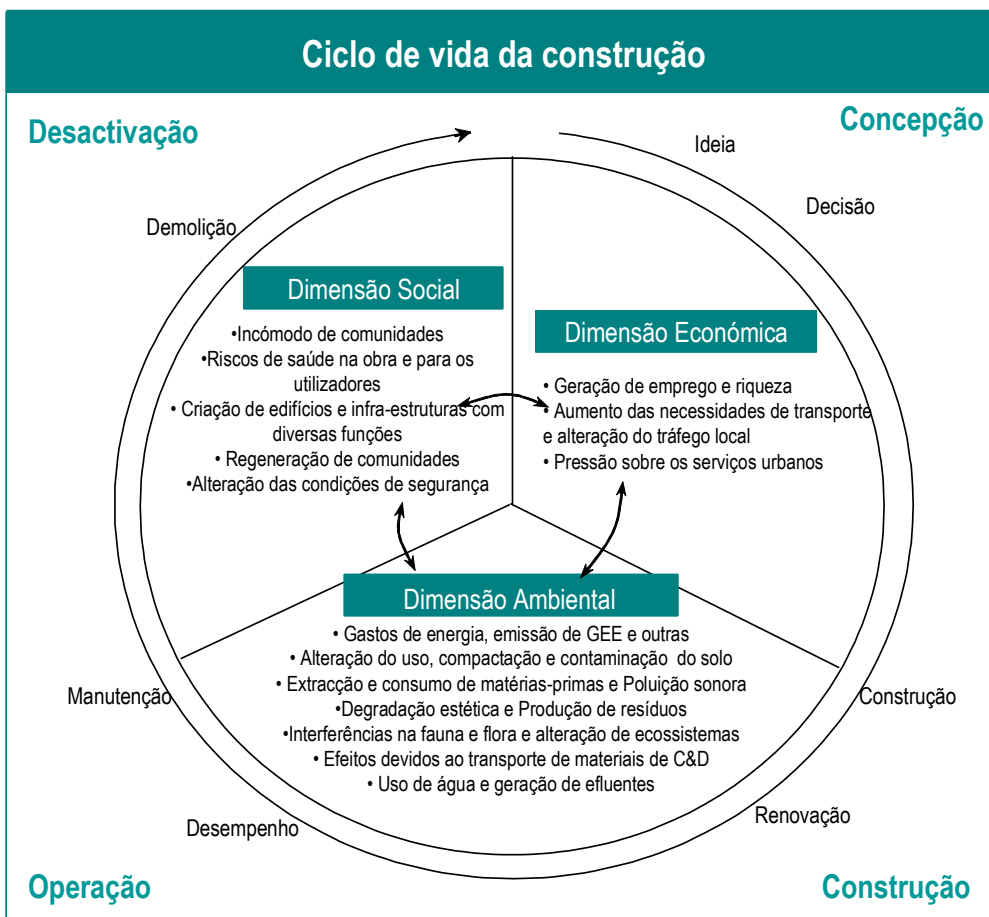 Ciclo de vida da construção
Desactivação
Concepção
Ideia
Decisão
Demolição
Dimensão Social
•Incómodo de comunidades
•Riscos de saúde na obra e para os
utilizadores
• Criação de edifícios e infra-estruturas com
diversas funções
• Regeneração de comunidades
•Alteração das condições de segurança
Dimensão Económica
• Geração de emprego e riqueza
• Aumento das necessidades de transporte
e alteração do tráfego local
• Pressão sobre os serviços urbanos
Dimensão Ambiental
• Gastos de energia, emissão de GEE e outras
• Alteração do uso, compactação e contaminação do solo
• Extracção e consumo de matérias-primas e Poluição sonora
•Degradação estética e Produção de resíduos
•Interferências na fauna e flora e alteração de ecossistemas
• Efeitos devidos ao transporte de materiais de C&D
• Uso de água e geração de efluentes
Manutenção
Construção
Desempenho
Renovação
Operação
Construção